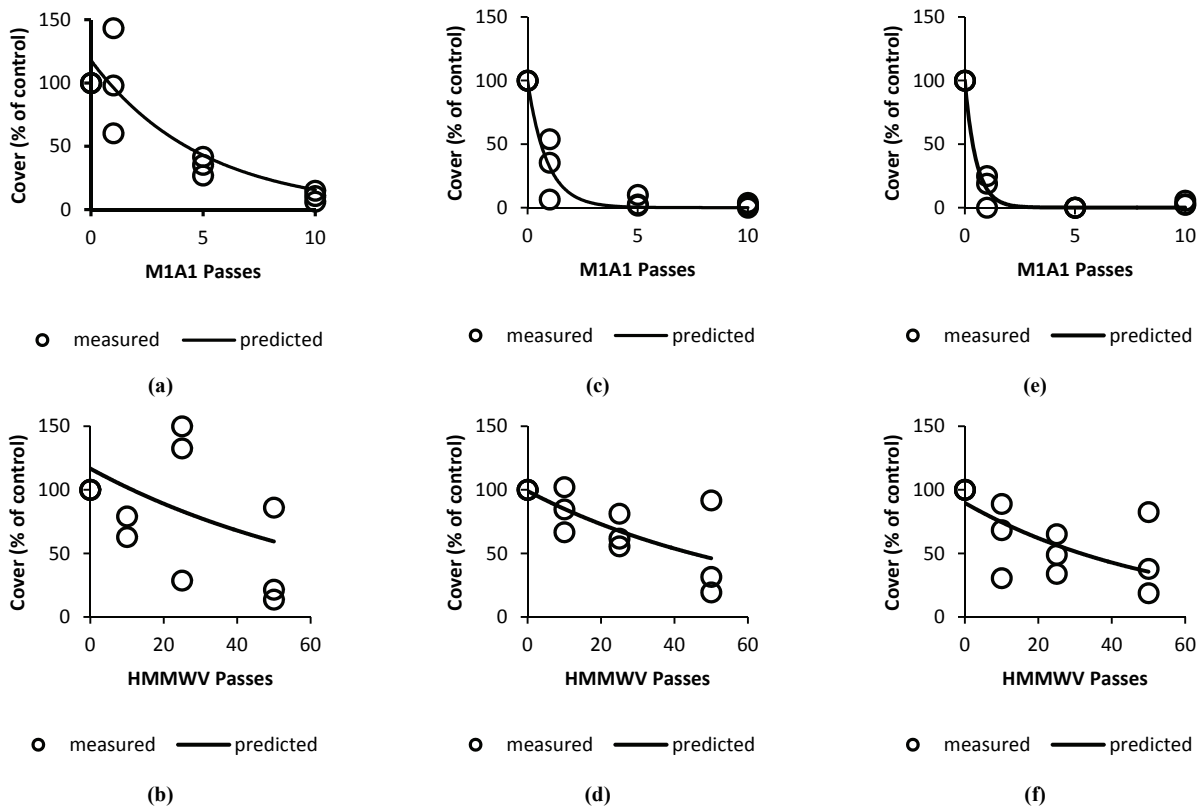 Cover (% of control)
150
100
50
0
0 5 10
M1A1 Passes
measured predicted
(a)
Cover (% of control)
150
100
50
0
0 5 10
M1A1 Passes
measured predicted
(c)
Cover (% of control)
150
100
50
0
0 5 10
M1A1 Passes
measured predicted
(e)
Cover (% of control)
150
100
50
0
0 20 40 60
HMMWV Passes
measured predicted
(b)
Cover (% of control)
150
100
50
0
0 20 40 60
HMMWV Passes
measured predicted
(d)
Cover (% of control)
150
100
50
0
0 20 40 60
HMMWV Passes
measured predicted
(f)